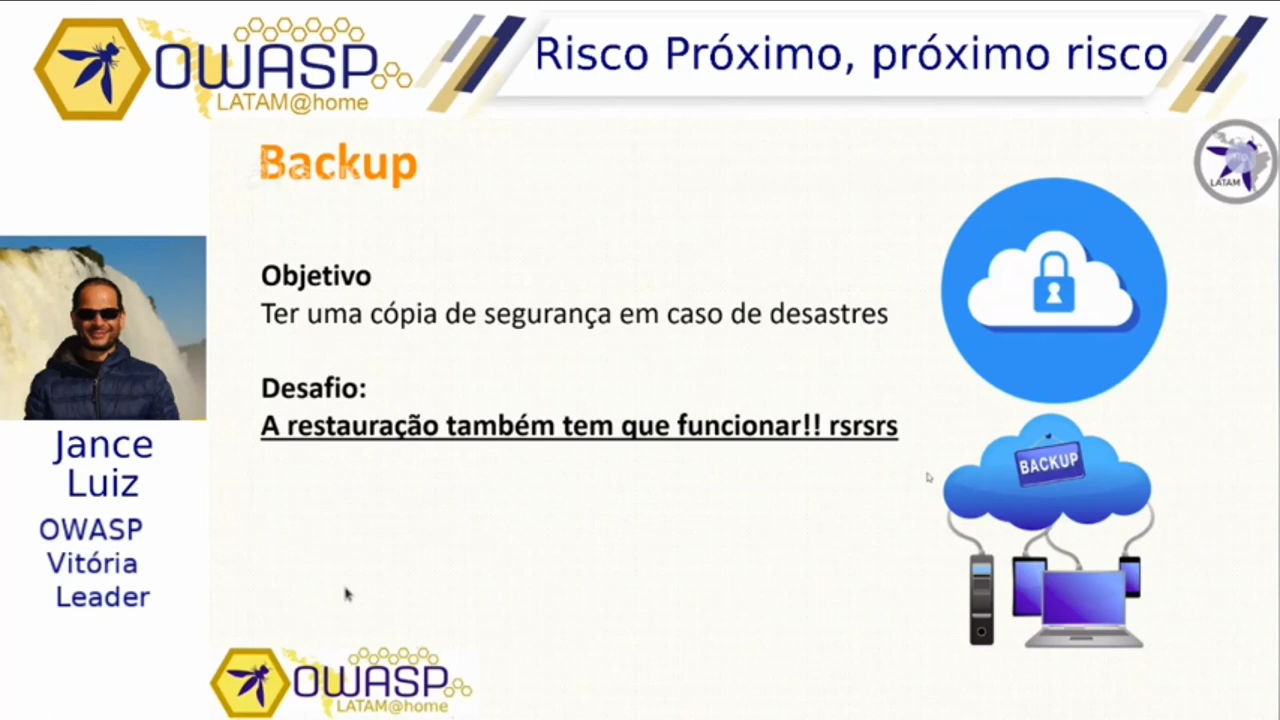 OWASP
LATAM@home
Risco Próximo, próximo risco
LATAM
Backup
Objetivo
Ter uma cópia de segurança em caso de desastres
Desafio:
A restauração também tem que funcionar!! rsrsrs
BACKUP
Jance
Luiz
OWASP
Vitória
Leader
OWASP
LATAM@home